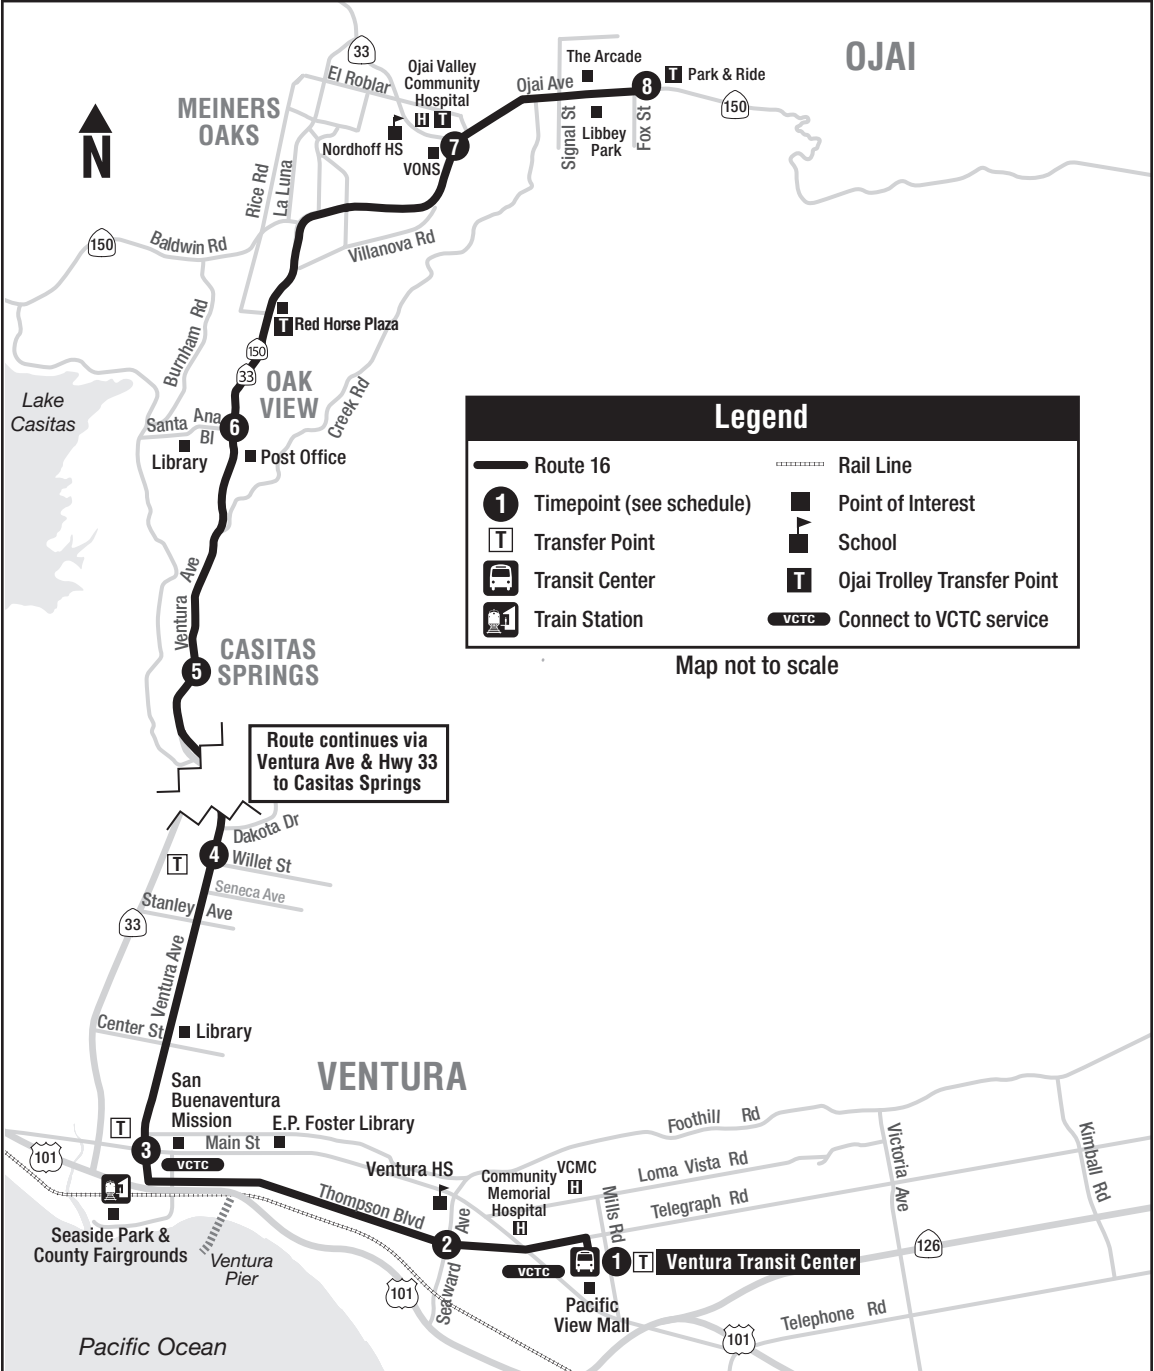 33
OJAI
The Arcade
Ojai Valley
Community
Hospital
H T
El Roblar
Ojai Ave
8
T Park & Ride
150
MEINERS
OAKS
N
Nordhoff HS
VONS
7
Signal St
Libbey
Park
Fox St
Rice Rd
La Luna
150
Baldwin Rd
Villanova Rd
Burnham Rd
T Red Horse Plaza
150
33
OAK
VIEW
Creek Rd
Lake
Casitas
Santa Ana
Bl
6
Library
Post Office
Legend
Route 16
Rail Line
1 Timepoint (see schedule)
Point of Interest
T Transfer Point
School
Transit Center
T Ojai Trolley Transfer Point
Train Station
VCTC Connect to VCTC service
Map not to scale
Ventura Ave
CASITAS
SPRINGS
5
Route continues via
Ventura Ave & Hwy 33
to Casitas Springs
Dakota Dr
T
4
Willet St
Seneca Ave
Stanley Ave
33
Ventura Ave
Center St
Library
VENTURA
San
Buenaventura
Mission
E.P. Foster Library
T
3
Main St
VCTC
101
Foothill Rd
Victoria Ave
Kimball Rd
Ventura HS
Community
Memorial
Hospital
H
VCMC
H
Loma Vista Rd
Telegraph Rd
Mills Rd
Thompson Blvd
Seaward Ave
2
VCTC
1 T Ventura Transit Center
126
Seaside Park &
County Fairgrounds
Ventura
Pier
101
Pacific
View Mall
Telephone Rd
101
Pacific Ocean